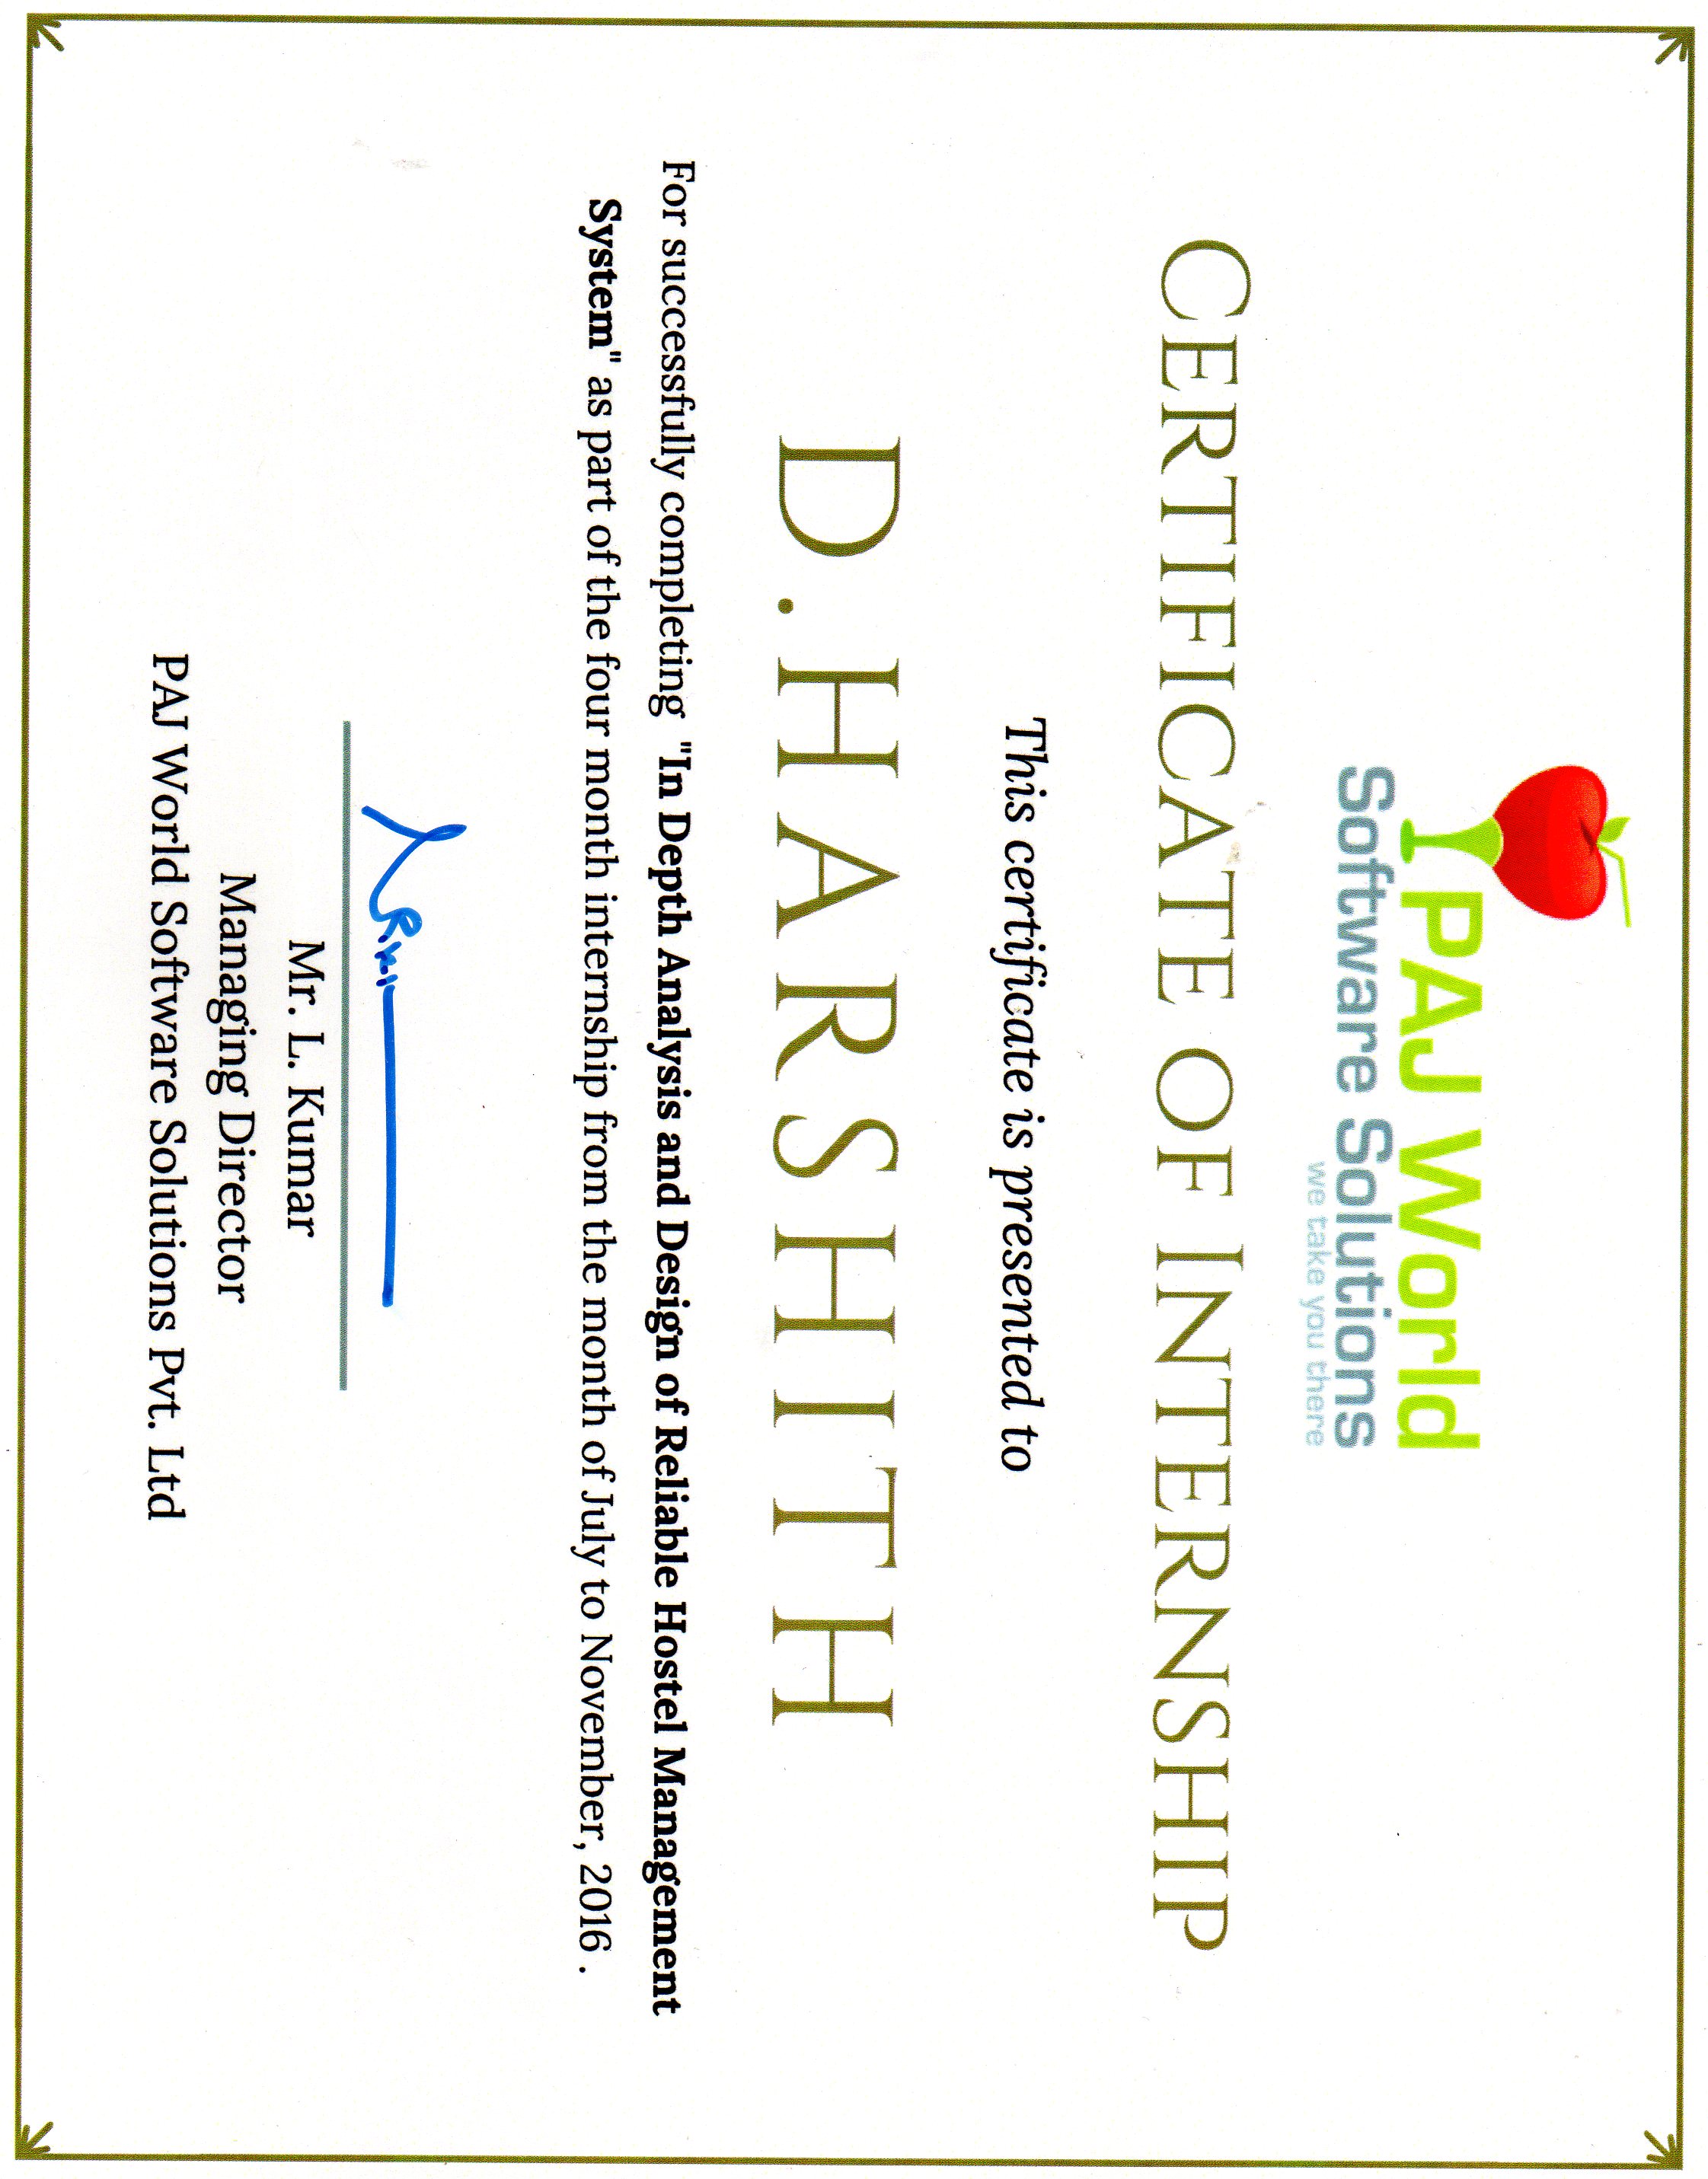 PAJ World
Software Solutions
we take you there
CERTIFICATE OF INTERNSHIP
This certificate is presented to
D.HARSHITH
For successfully completing "In Depth Analysis and Design of Reliable Hostel Management
System" as part of the four month internship from the month of July to November, 2016 .
Mr. L. Kumar
Managing Director
PAJ World Software Solutions Pvt. Ltd